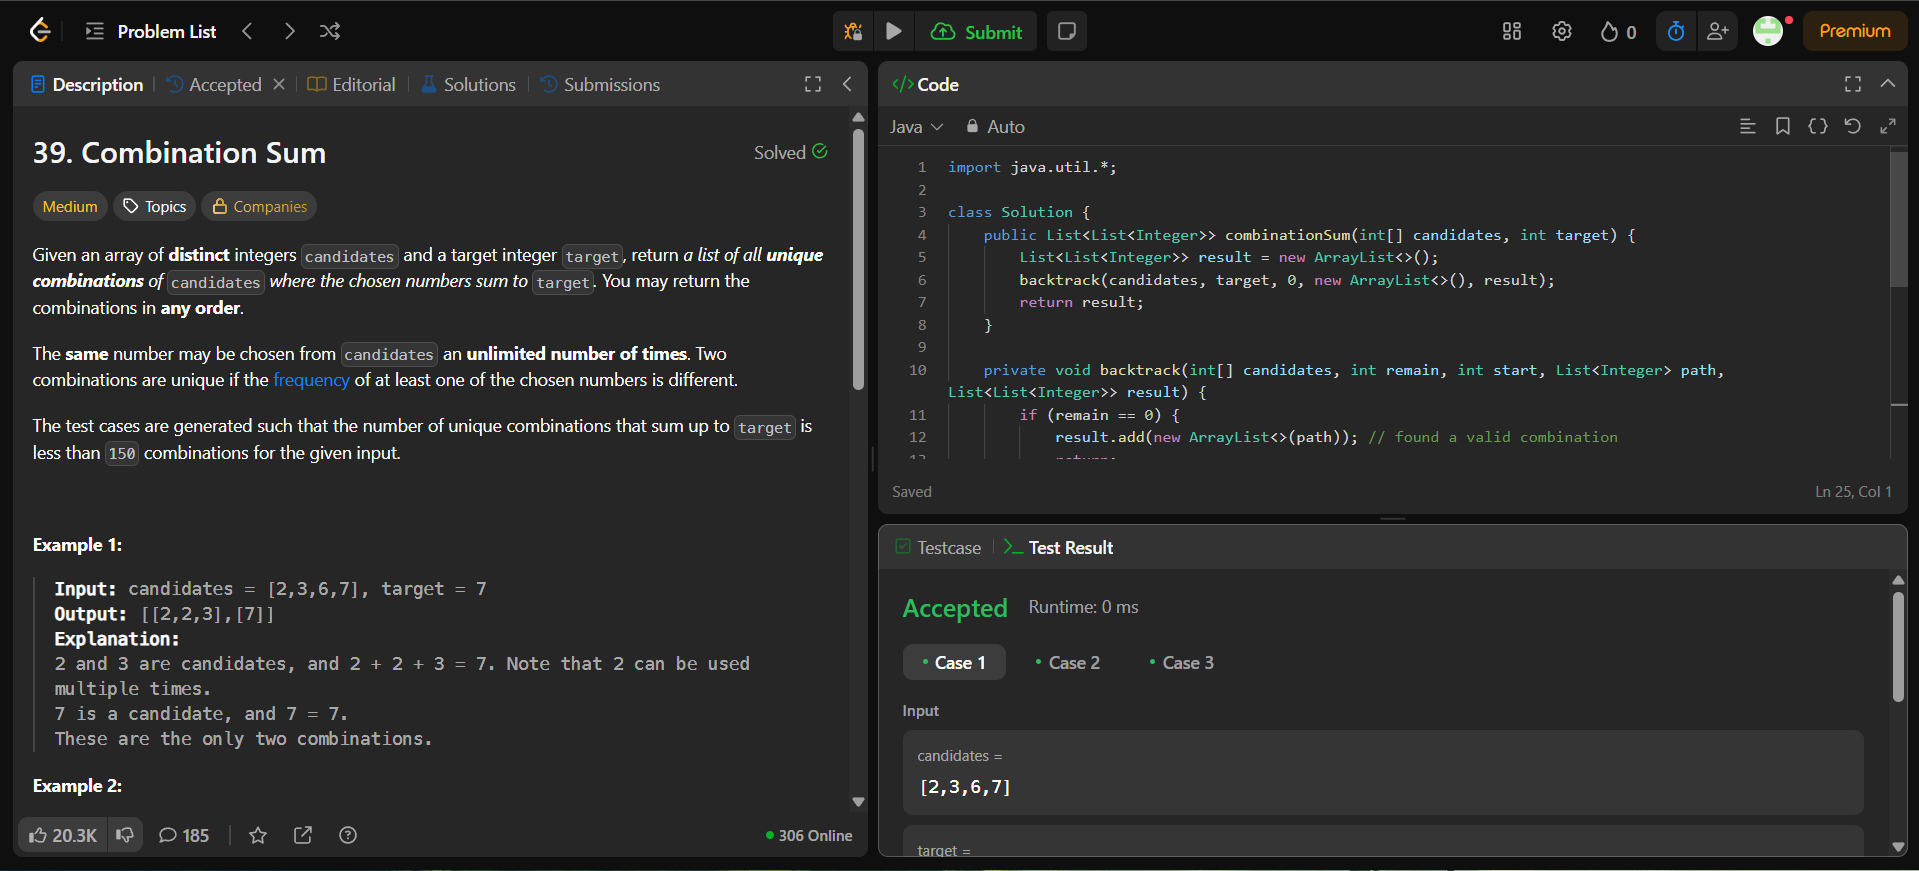 Problem List
Submit
0
Premium
Description
Accepted
Editorial
Solutions
Submissions
39. Combination Sum
Solved
Medium
Topics
Companies
Given an array of distinct integers candidates and a target integer target, return a list of all unique
combinations of candidates where the chosen numbers sum to target. You may return the
combinations in any order.
The same number may be chosen from candidates an unlimited number of times. Two
combinations are unique if the frequency of at least one of the chosen numbers is different.
The test cases are generated such that the number of unique combinations that sum up to target is
less than 150 combinations for the given input.
Example 1:
Input: candidates = [2,3,6,7], target = 7
Output: [[2,2,3],[7]]
Explanation:
2 and 3 are candidates, and 2 + 2 + 3 = 7. Note that 2 can be used
multiple times.
7 is a candidate, and 7 = 7.
These are the only two combinations.
Example 2:
20.3K
185
306 Online
</> Code
Java
Auto
1 import java.util.*;
2
3 class Solution {
4 public List<List<Integer>> combinationSum(int[] candidates, int target) {
5 List<List<Integer>> result = new ArrayList<>();
6 backtrack(candidates, target, 0, new ArrayList<>(), result);
7 return result;
8 }
9
10 private void backtrack(int[] candidates, int remain, int start, List<Integer> path,
List<List<Integer>> result) {
11 if (remain == 0) {
12 result.add(new ArrayList<>(path)); // found a valid combination
13 return;
Saved
Ln 25, Col 1
Testcase
Test Result
Accepted
Runtime: 0 ms
Case 1
Case 2
Case 3
Input
candidates =
[2,3,6,7]
target =